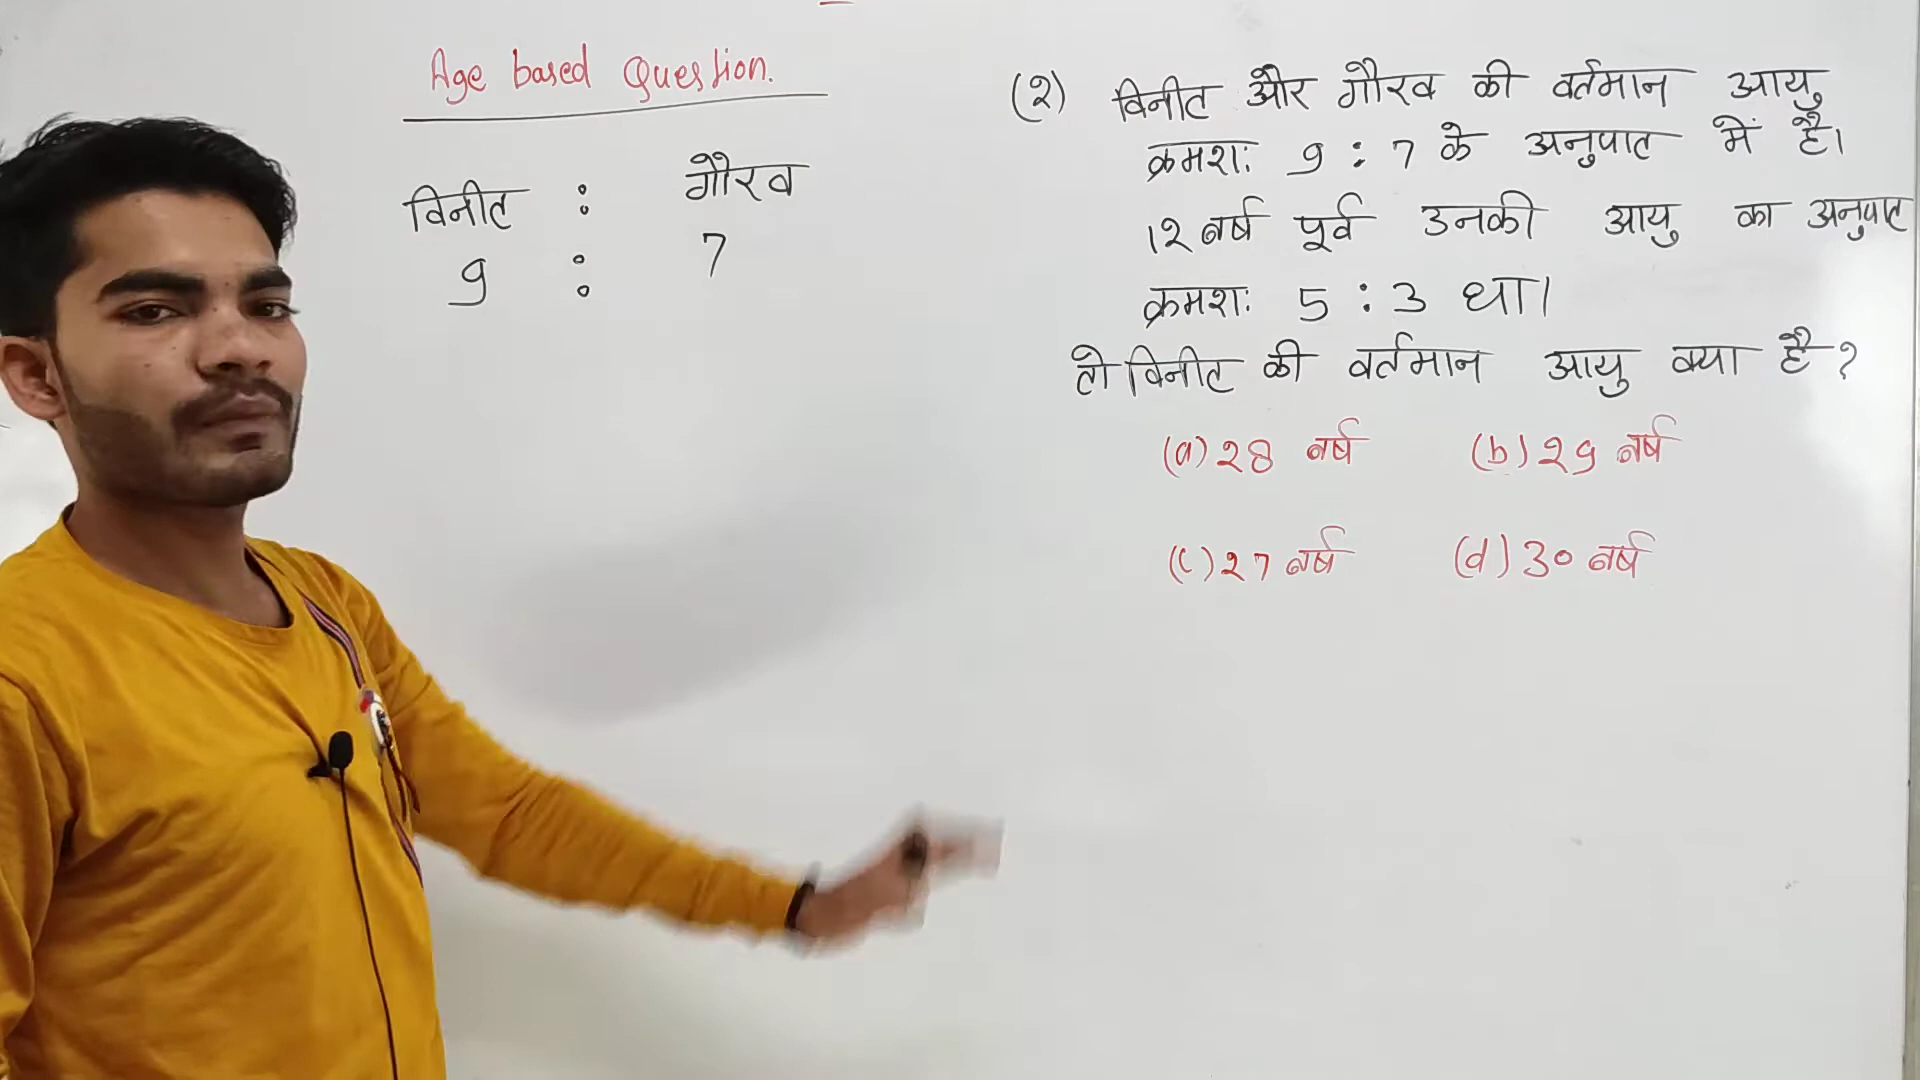 Age based Question.
विनीत : गौरव
9 : 7
(2) विनीत और गौरव की वर्तमान आयु
क्रमशः 9 : 7 के अनुपात में है।
12 वर्ष पूर्व उनकी आयु का अनुपात
क्रमशः 5 : 3 था।
तो विनीत की वर्तमान आयु क्या है ?
(a) 28 वर्ष (b) 29 वर्ष
(c) 27 वर्ष (d) 30 वर्ष